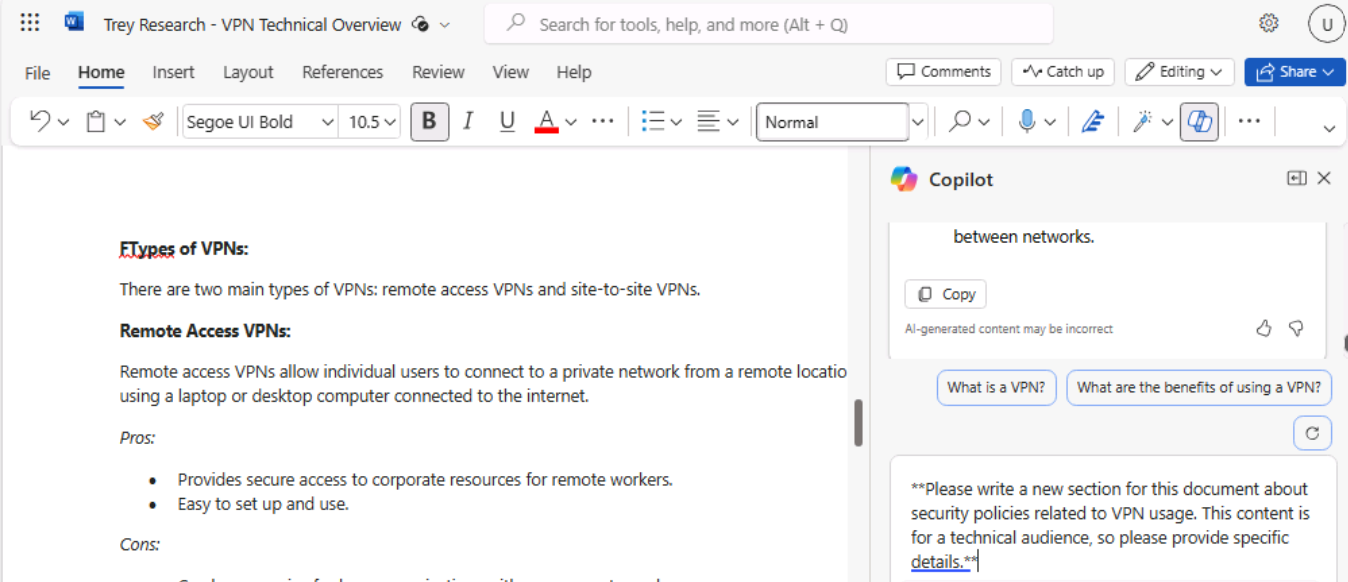 Trey Research - VPN Technical Overview
Search for tools, help, and more (Alt + Q)
U
File Home Insert Layout References Review View Help
Comments Catch up Editing Share
Segoe UI Bold 10.5 B I U A Normal
Copilot
FTypes of VPNs:
There are two main types of VPNs: remote access VPNs and site-to-site VPNs.
Remote Access VPNs:
Remote access VPNs allow individual users to connect to a private network from a remote locatio
using a laptop or desktop computer connected to the internet.
Pros:
Provides secure access to corporate resources for remote workers.
Easy to set up and use.
Cons:
between networks.
Copy
AI-generated content may be incorrect
What is a VPN? What are the benefits of using a VPN?
**Please write a new section for this document about
security policies related to VPN usage. This content is
for a technical audience, so please provide specific
details.**